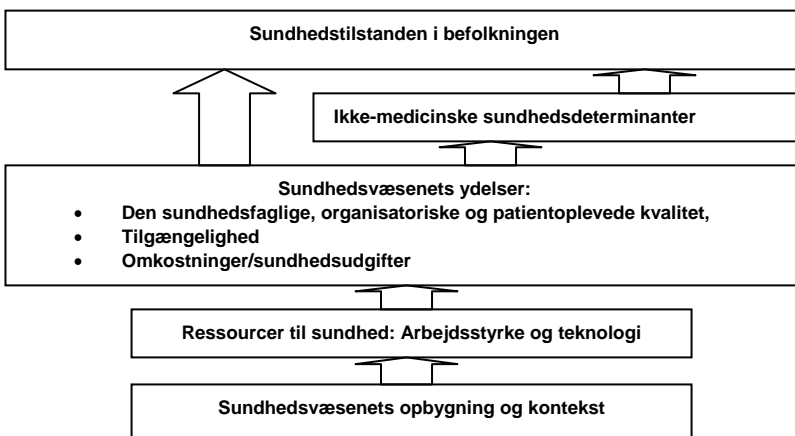 Sundhedstilstanden i befolkningen
Ikke-medicinske sundhedsdeterminanter
Sundhedsvæsenets ydelser:
• Den sundhedsfaglige, organisatoriske og patientoplevede kvalitet,
• Tilgængelighed
• Omkostninger/sundhedsudgifter
Ressourcer til sundhed: Arbejdsstyrke og teknologi
Sundhedsvæsenets opbygning og kontekst